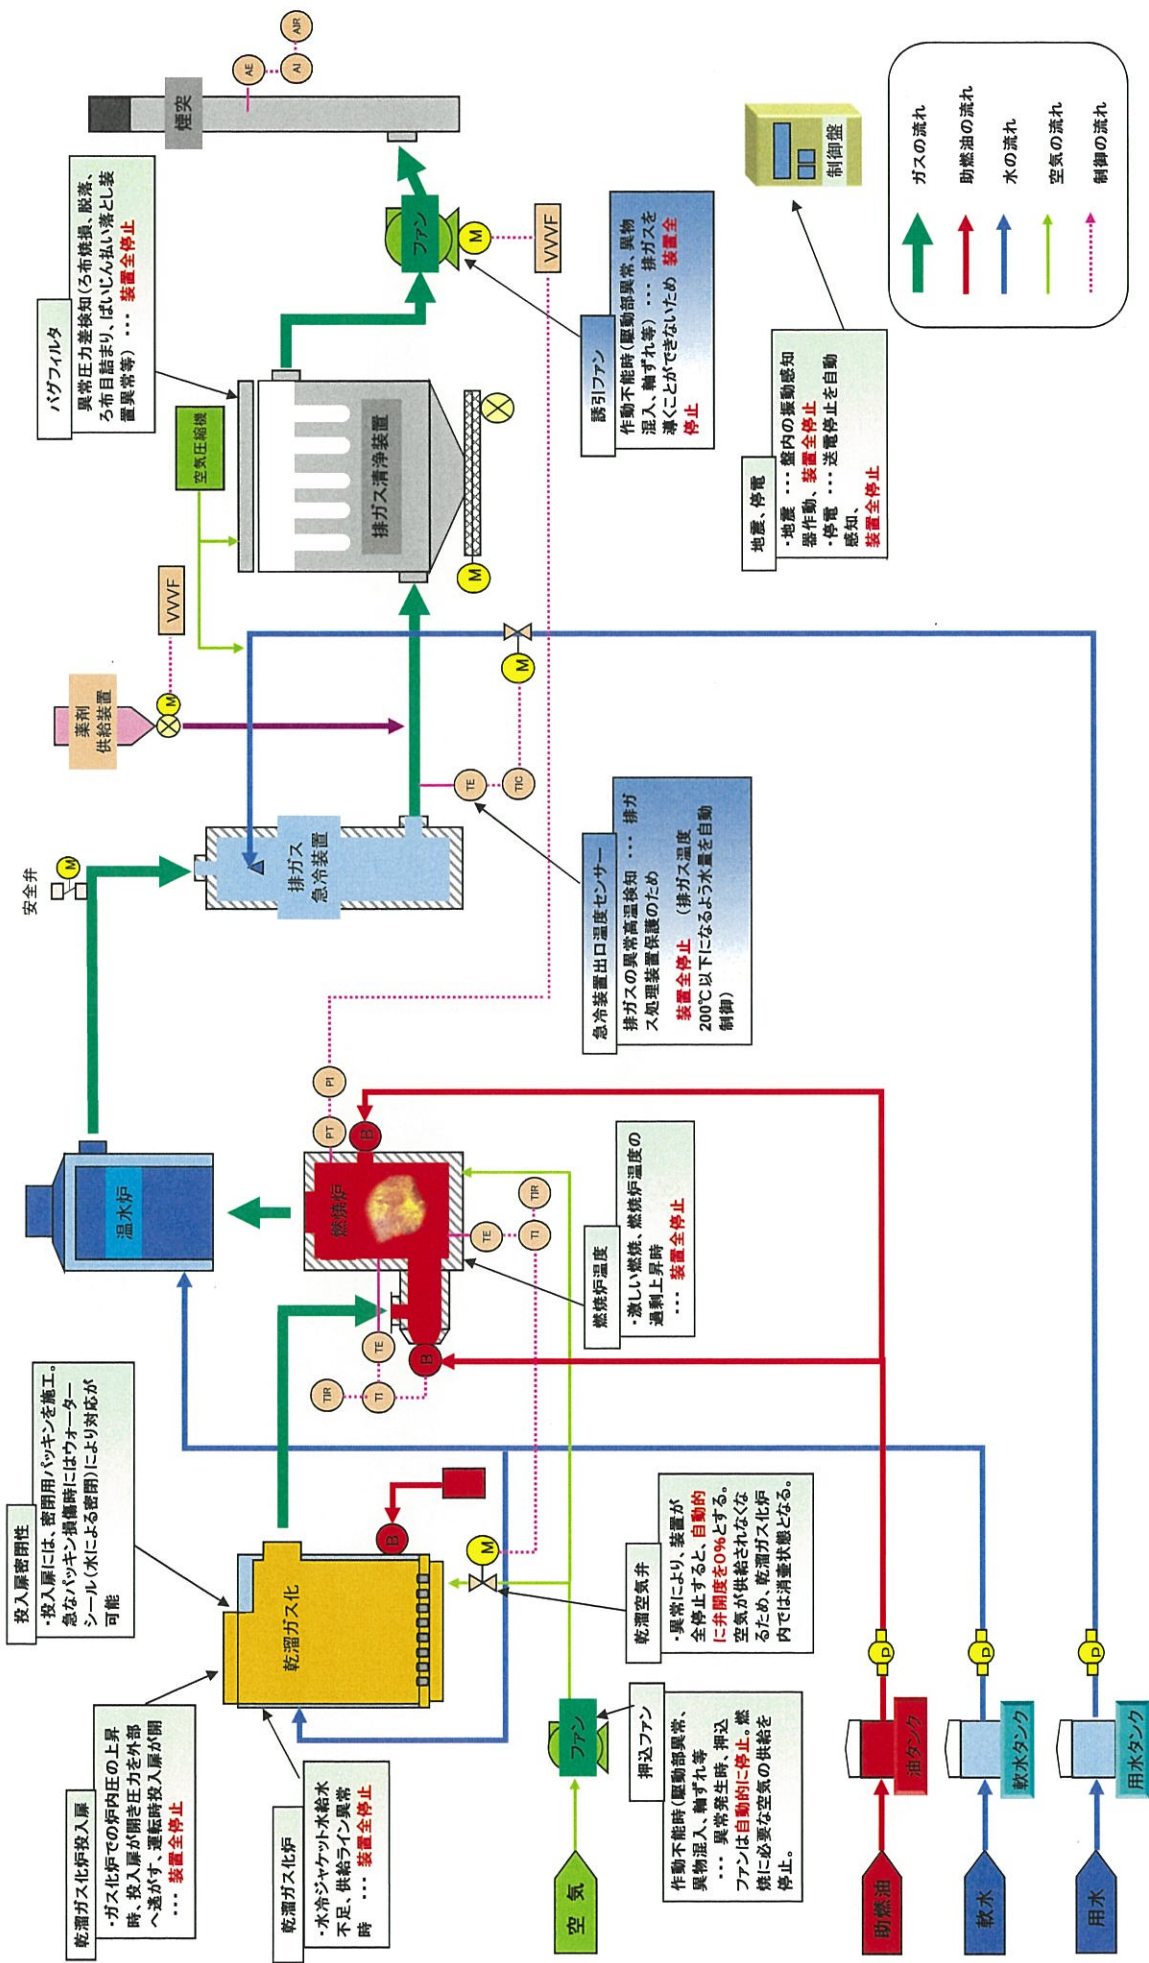 投入扉密閉性
・投入扉には、密閉用パッキンを施工。
急なパッキン損傷時にはウォーター
シール(水による密閉)により対応が
可能
乾溜ガス化炉投入扉
・ガス化炉での炉内圧の上昇
時、投入扉が開き圧力を外部
へ逃がす、運転時投入扉が開
・・・ 装置全停止
乾溜ガス化炉
・水冷ジャケット水給水
不足、供給ライン異常
時 ・・・ 装置全停止
乾溜ガス化
B
M
乾溜空気弁
・異常により、装置が
全停止すると、自動的
に弁開度を0%とする。
空気が供給されなくな
るため、乾溜ガス化炉
内では消壷状態となる。
空 気
ファン
押込ファン
作動不能時(駆動部異常、
異物混入、軸ずれ等
・・・ 異常発生時、押込
ファンは自動的に停止。燃
焼に必要な空気の供給を
停止。
助燃油
油タンク
P
軟水
軟水タンク
P
用水
用水タンク
P
温水炉
燃焼炉
TIR
TI
TE
B
PT
PI
B
TE
TI
TIR
燃焼炉温度
・激しい燃焼、燃焼炉温度の
過剰上昇時
・・・ 装置全停止
安全弁
M
排ガス
急冷装置
薬剤
供給装置
M
VVVF
TE
TIC
M
急冷装置出口温度センサー
排ガスの異常高温検知 ・・・ 排ガ
ス処理装置保護のため
装置全停止 (排ガス温度
200℃以下になるよう水量を自動
制御)
空気圧縮機
バグフィルタ
異常圧力差検知(ろ布焼損、脱落、
ろ布目詰まり、ばいじん払い落とし装
置異常等) ・・・ 装置全停止
排ガス清浄装置
M
ファン
M
VVVF
誘引ファン
作動不能時(駆動部異常、異物
混入、軸ずれ等) ・・・ 排ガスを
導くことができないため 装置全
停止
煙突
AE
AI
AIR
地震、停電
・地震 ・・・ 盤内の振動感知
器作動、装置全停止
・停電 ・・・ 送電停止を自動
感知、
装置全停止
制御盤
ガスの流れ
助燃油の流れ
水の流れ
空気の流れ
制御の流れ